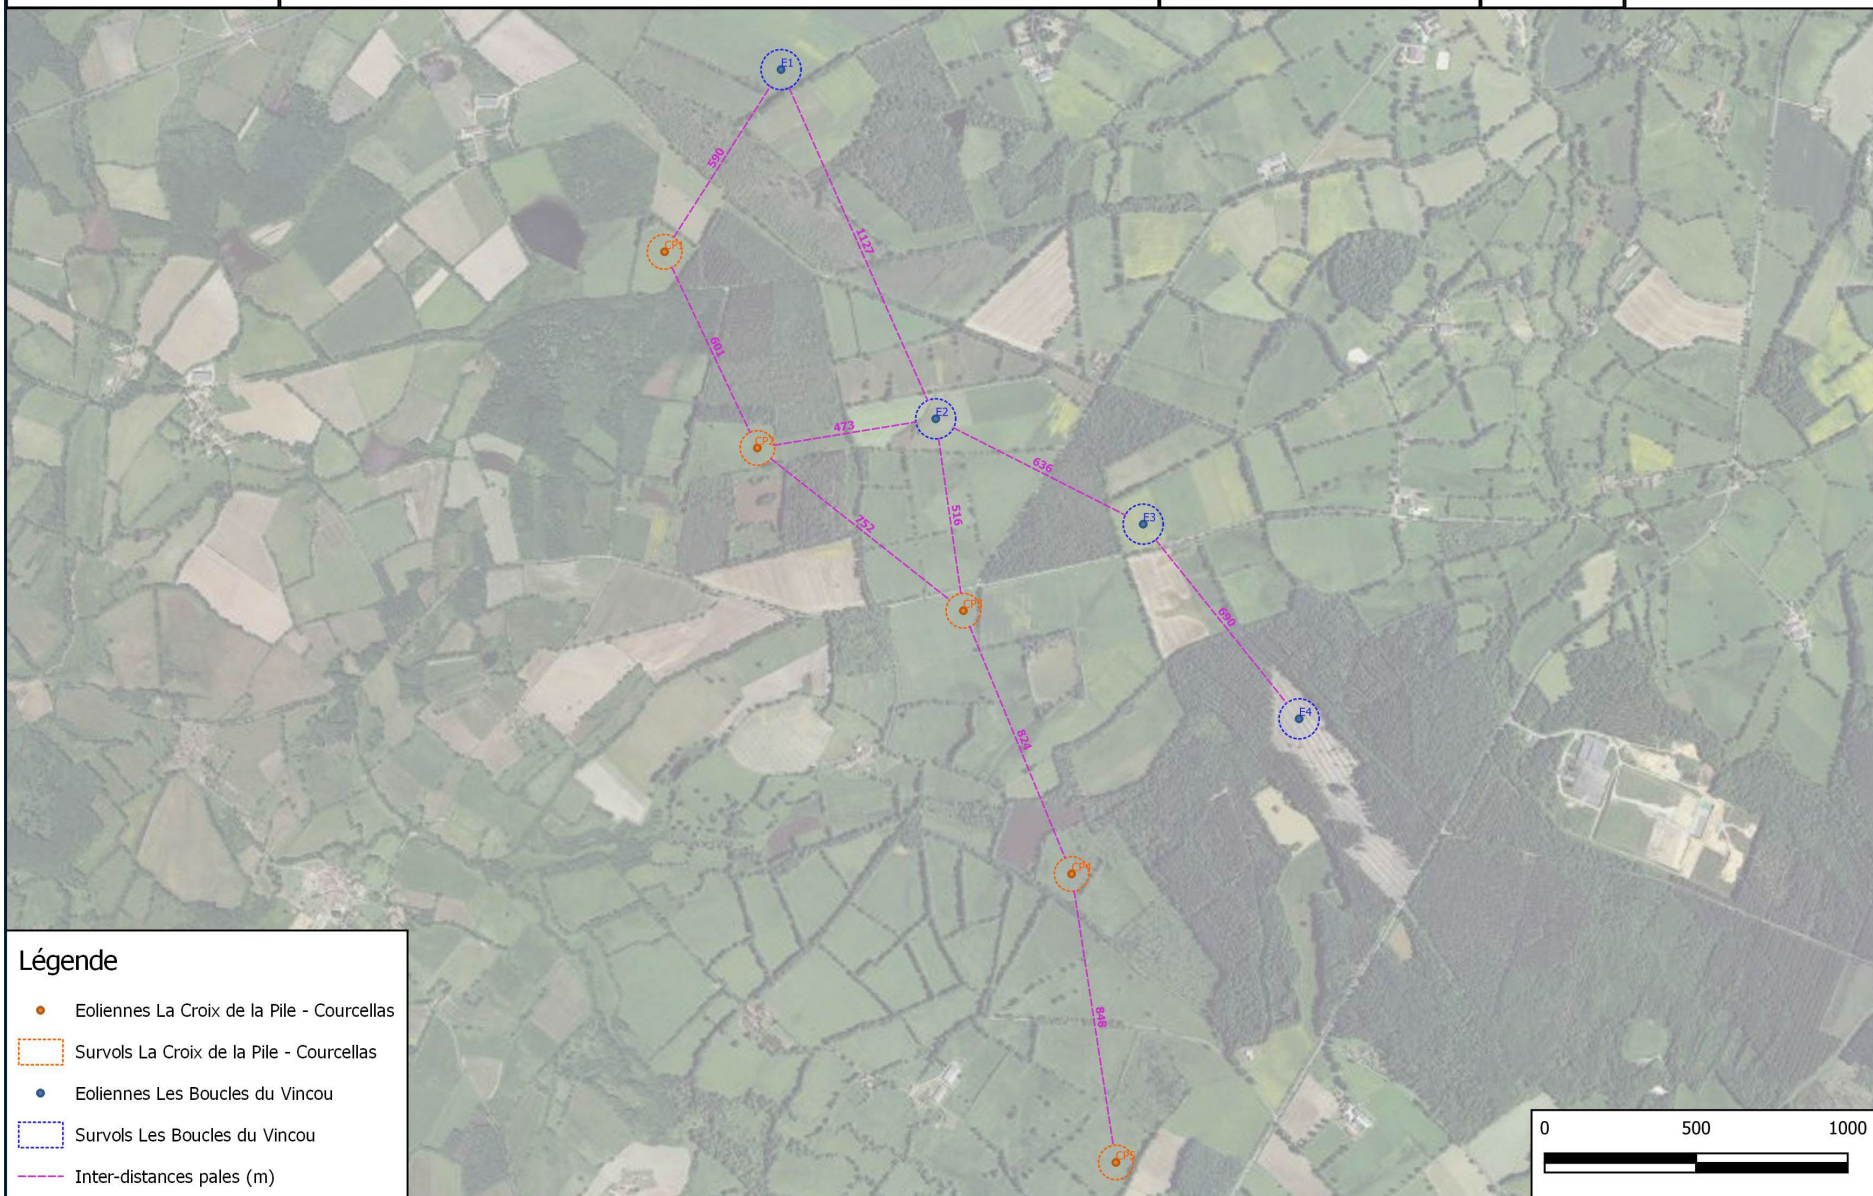 E1
590
1127
CP1
601
E2
473
CP2
636
516
752
E3
CP3
690
E4
824
CP4
848
CP5
Légende
Eoliennes La Croix de la Pile - Courcellas
Survols La Croix de la Pile - Courcellas
Eoliennes Les Boucles du Vincou
Survols Les Boucles du Vincou
Inter-distances pales (m)
0 500 1000